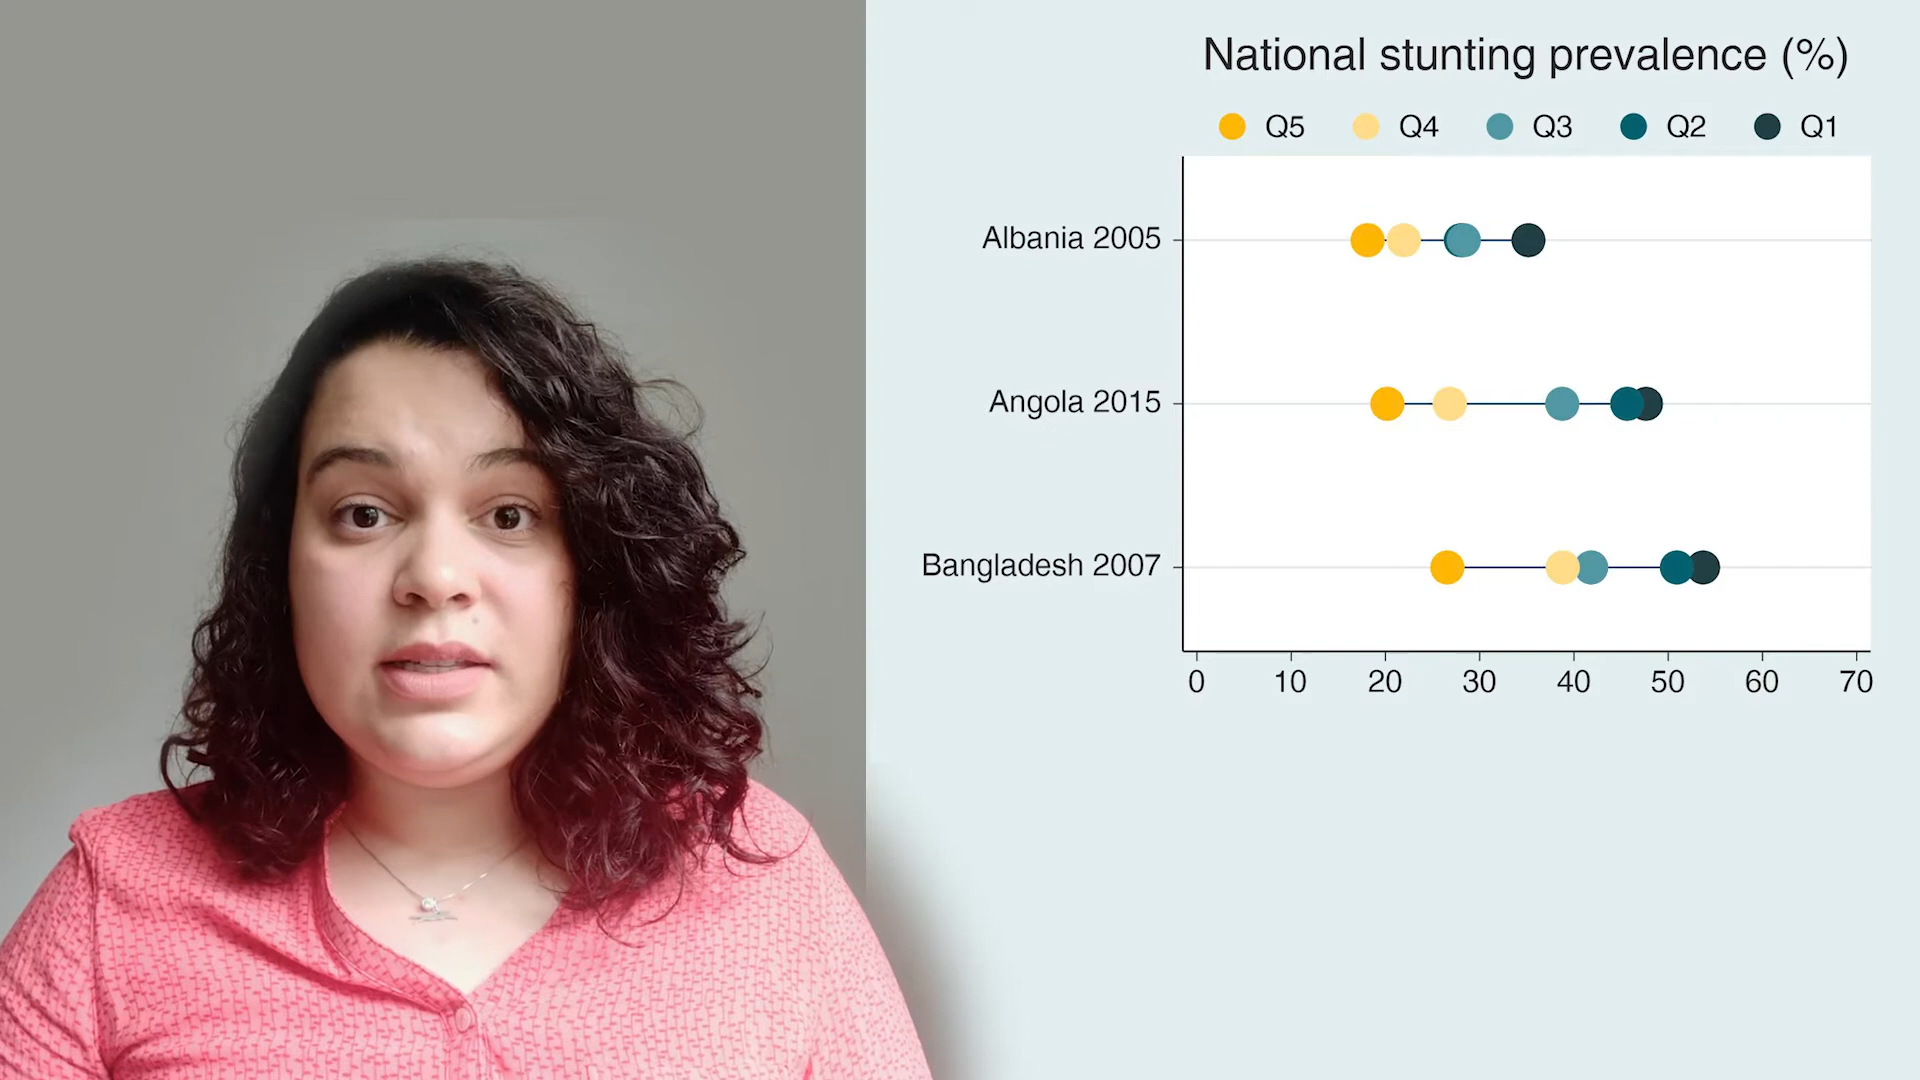 National stunting prevalence (%)
Q5 Q4 Q3 Q2 Q1
Albania 2005
Angola 2015
Bangladesh 2007
0 10 20 30 40 50 60 70